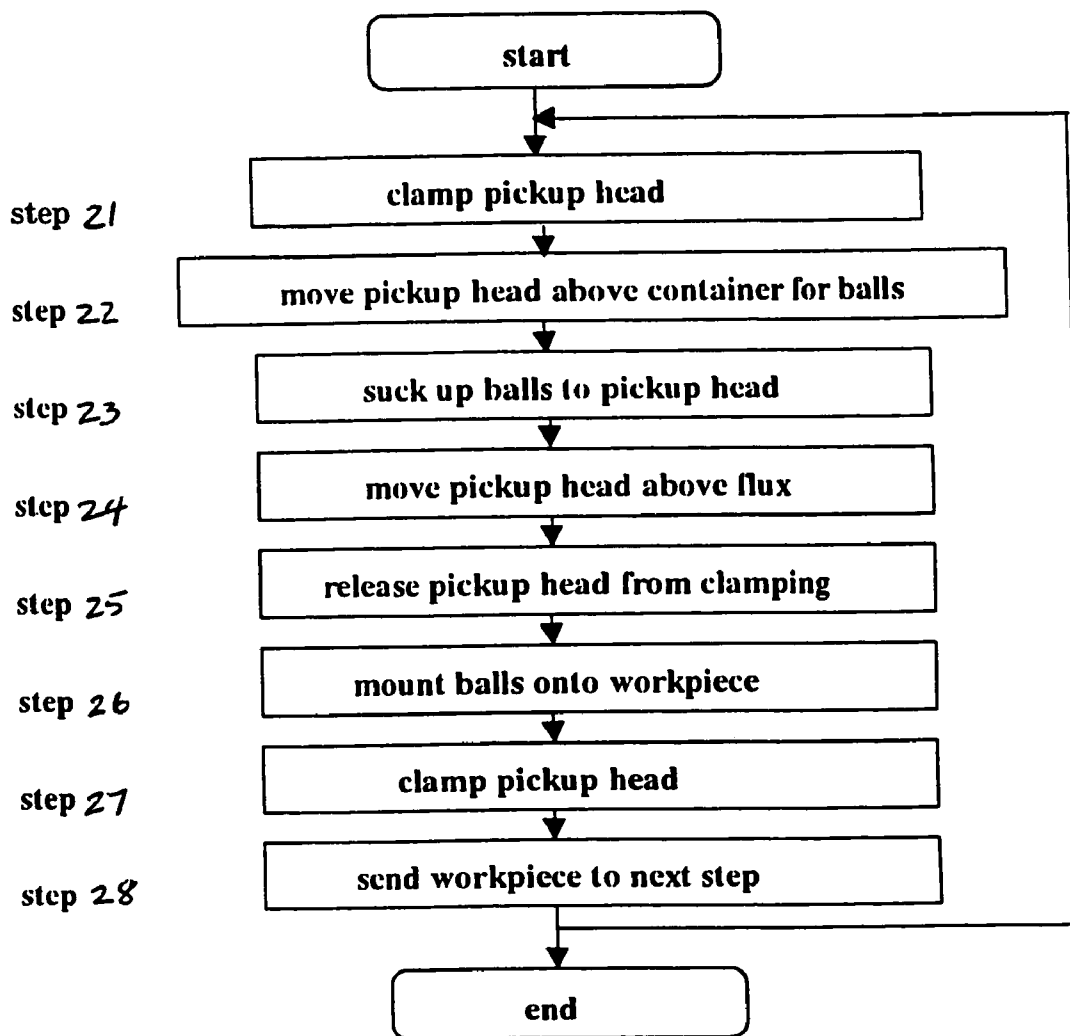 start
clamp pickup head
step 21
move pickup head above container for balls
step 22
suck up balls to pickup head
step 23
move pickup head above flux
step 24
release pickup head from clamping
step 25
mount balls onto workpiece
step 26
clamp pickup head
step 27
send workpiece to next step
step 28
end